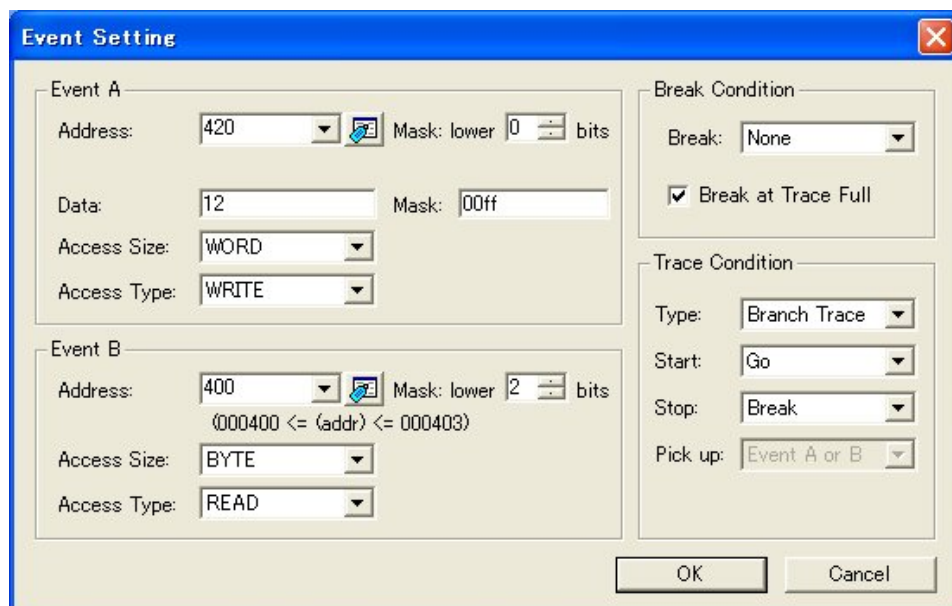 Event Setting
Event A
Address: 420 Mask: lower 0 bits
Data: 12 Mask: 00ff
Access Size: WORD
Access Type: WRITE
Event B
Address: 400 Mask: lower 2 bits
(000400 <= (addr) <= 000403)
Access Size: BYTE
Access Type: READ
Break Condition
Break: None
Break at Trace Full
Trace Condition
Type: Branch Trace
Start: Go
Stop: Break
Pick up: Event A or B
OK Cancel